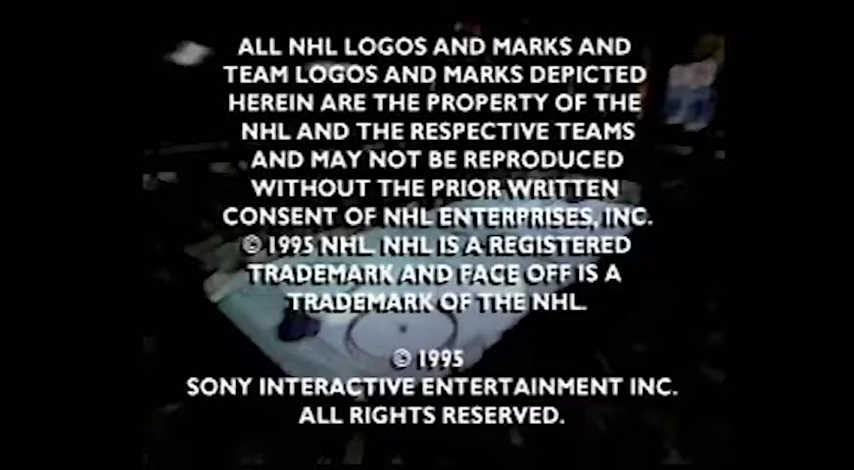 ALL NHL LOGOS AND MARKS AND
TEAM LOGOS AND MARKS DEPICTED
HEREIN ARE THE PROPERTY OF THE
NHL AND THE RESPECTIVE TEAMS
AND MAY NOT BE REPRODUCED
WITHOUT THE PRIOR WRITTEN
CONSENT OF NHL ENTERPRISES, INC.
© 1995 NHL. NHL IS A REGISTERED
TRADEMARK AND FACE OFF IS A
TRADEMARK OF THE NHL.
© 1995
SONY INTERACTIVE ENTERTAINMENT INC.
ALL RIGHTS RESERVED.